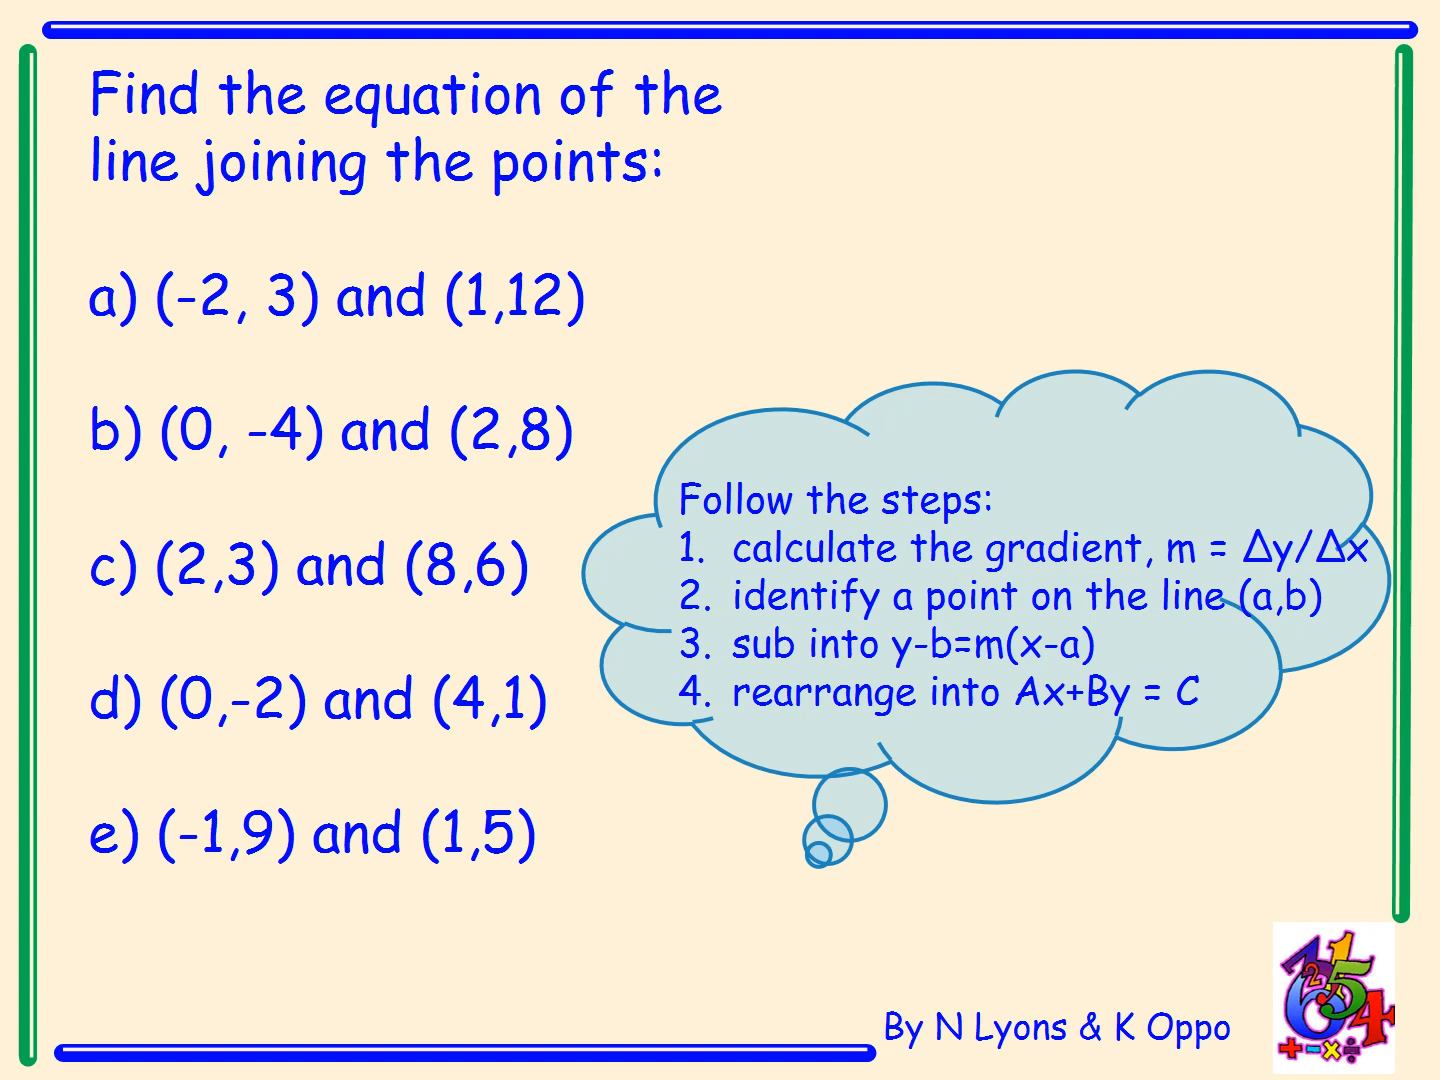 Find the equation of the
line joining the points:
a) (-2, 3) and (1,12)
b) (0, -4) and (2,8)
c) (2,3) and (8,6)
d) (0,-2) and (4,1)
e) (-1,9) and (1,5)
Follow the steps:
1. calculate the gradient, m = Δy/Δx
2. identify a point on the line (a,b)
3. sub into y-b=m(x-a)
4. rearrange into Ax+By = C
By N Lyons & K Oppo